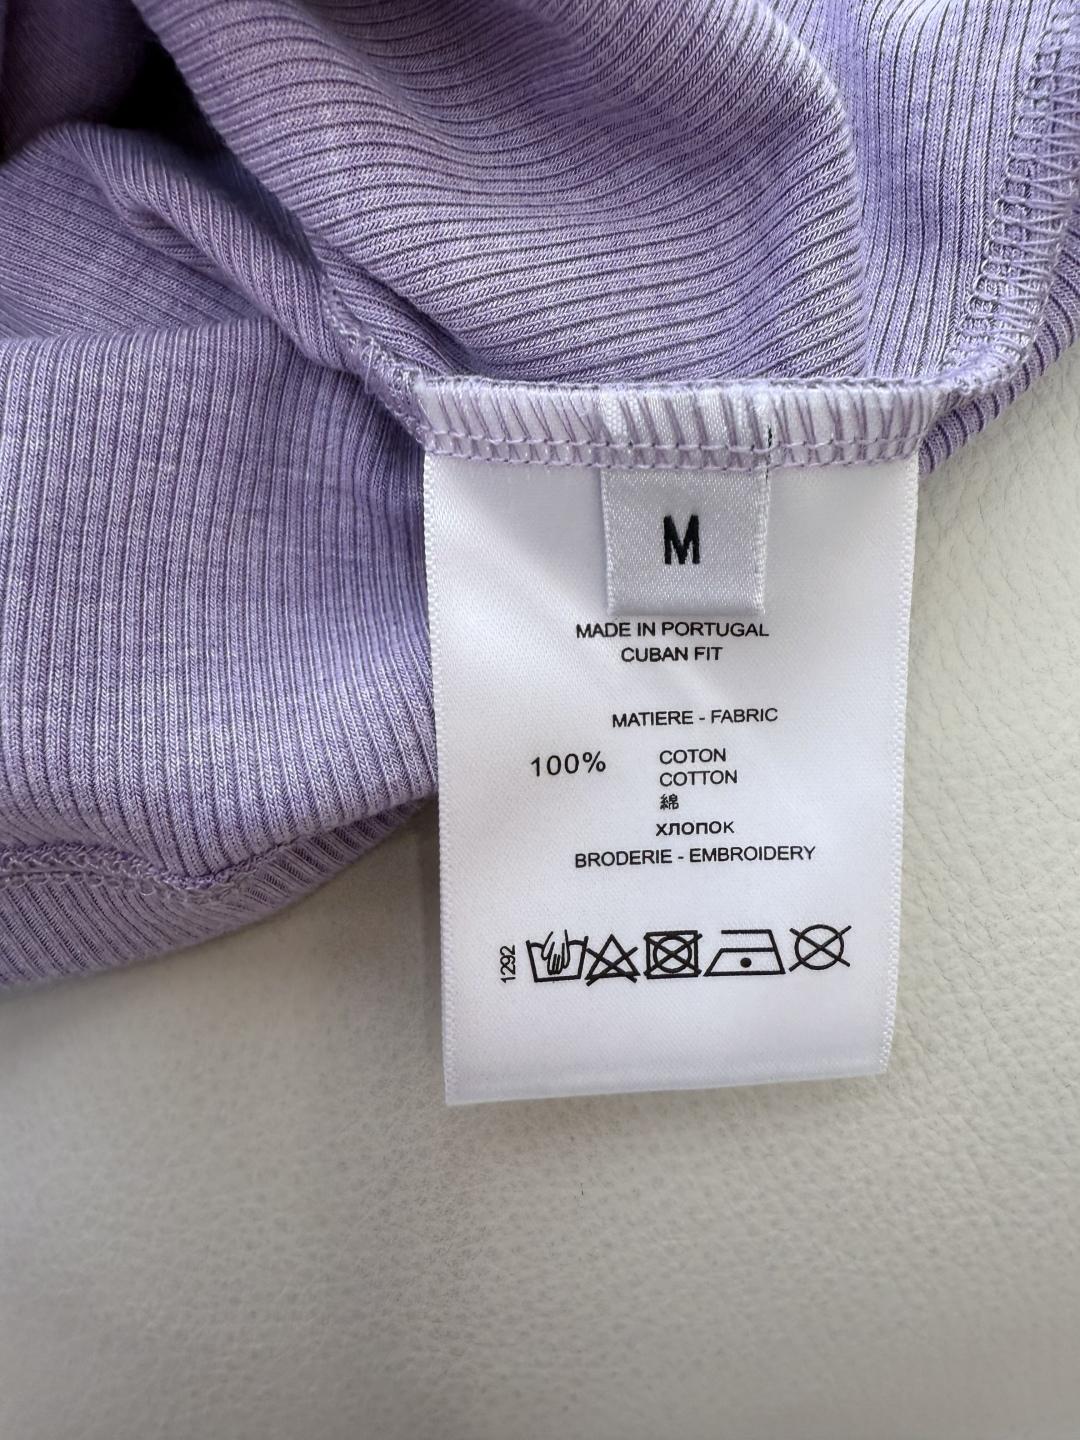 M
MADE IN PORTUGAL
CUBAN FIT
MATIERE - FABRIC
100% COTON
COTTON
綿
хлопок
BRODERIE - EMBROIDERY
1292